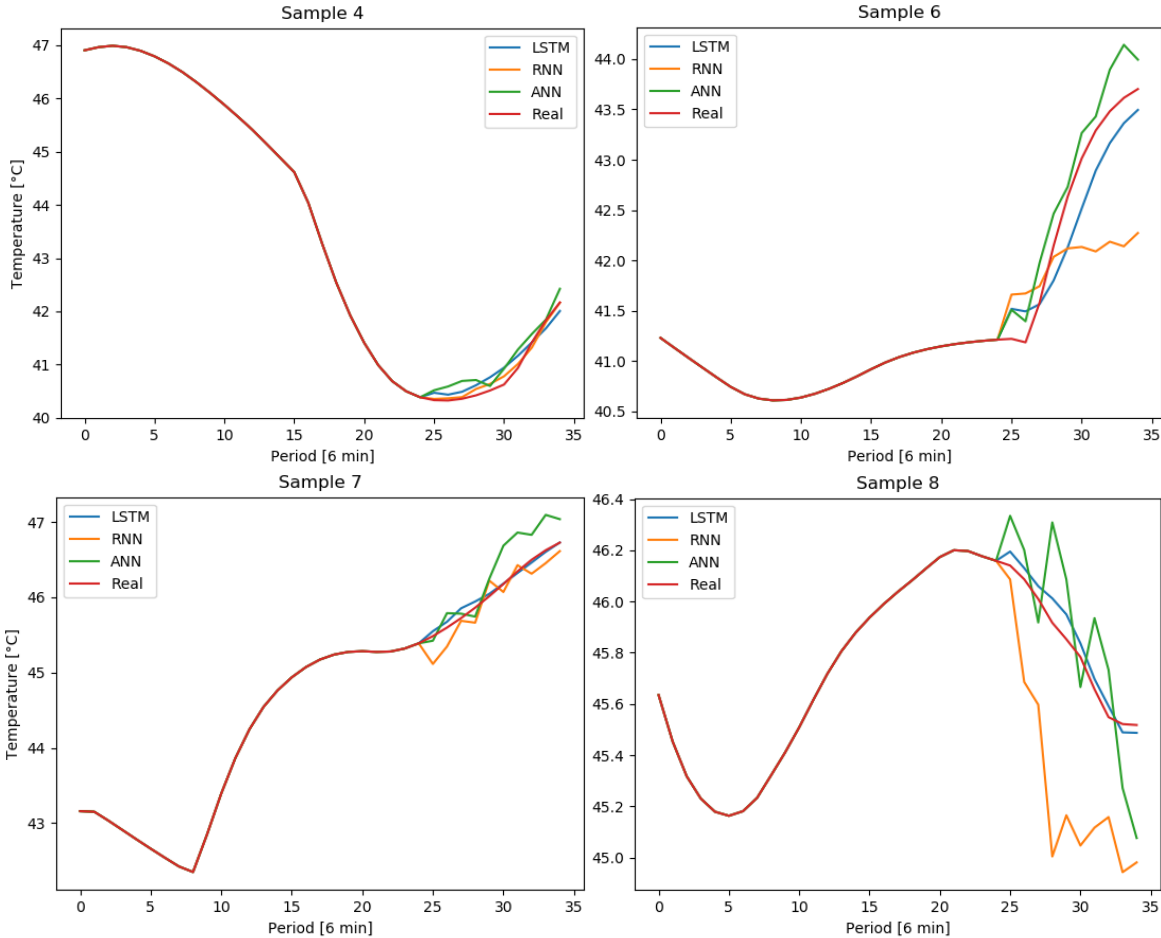 Sample 4
47
46
45
44
43
42
41
40
Temperature [°C]
LSTM
RNN
ANN
Real
0 5 10 15 20 25 30 35
Period [6 min]
Sample 6
44.0
43.5
43.0
42.5
42.0
41.5
41.0
40.5
LSTM
RNN
ANN
Real
0 5 10 15 20 25 30 35
Period [6 min]
Sample 7
47
46
45
44
43
Temperature [°C]
LSTM
RNN
ANN
Real
0 5 10 15 20 25 30 35
Period [6 min]
Sample 8
46.4
46.2
46.0
45.8
45.6
45.4
45.2
45.0
LSTM
RNN
ANN
Real
0 5 10 15 20 25 30 35
Period [6 min]